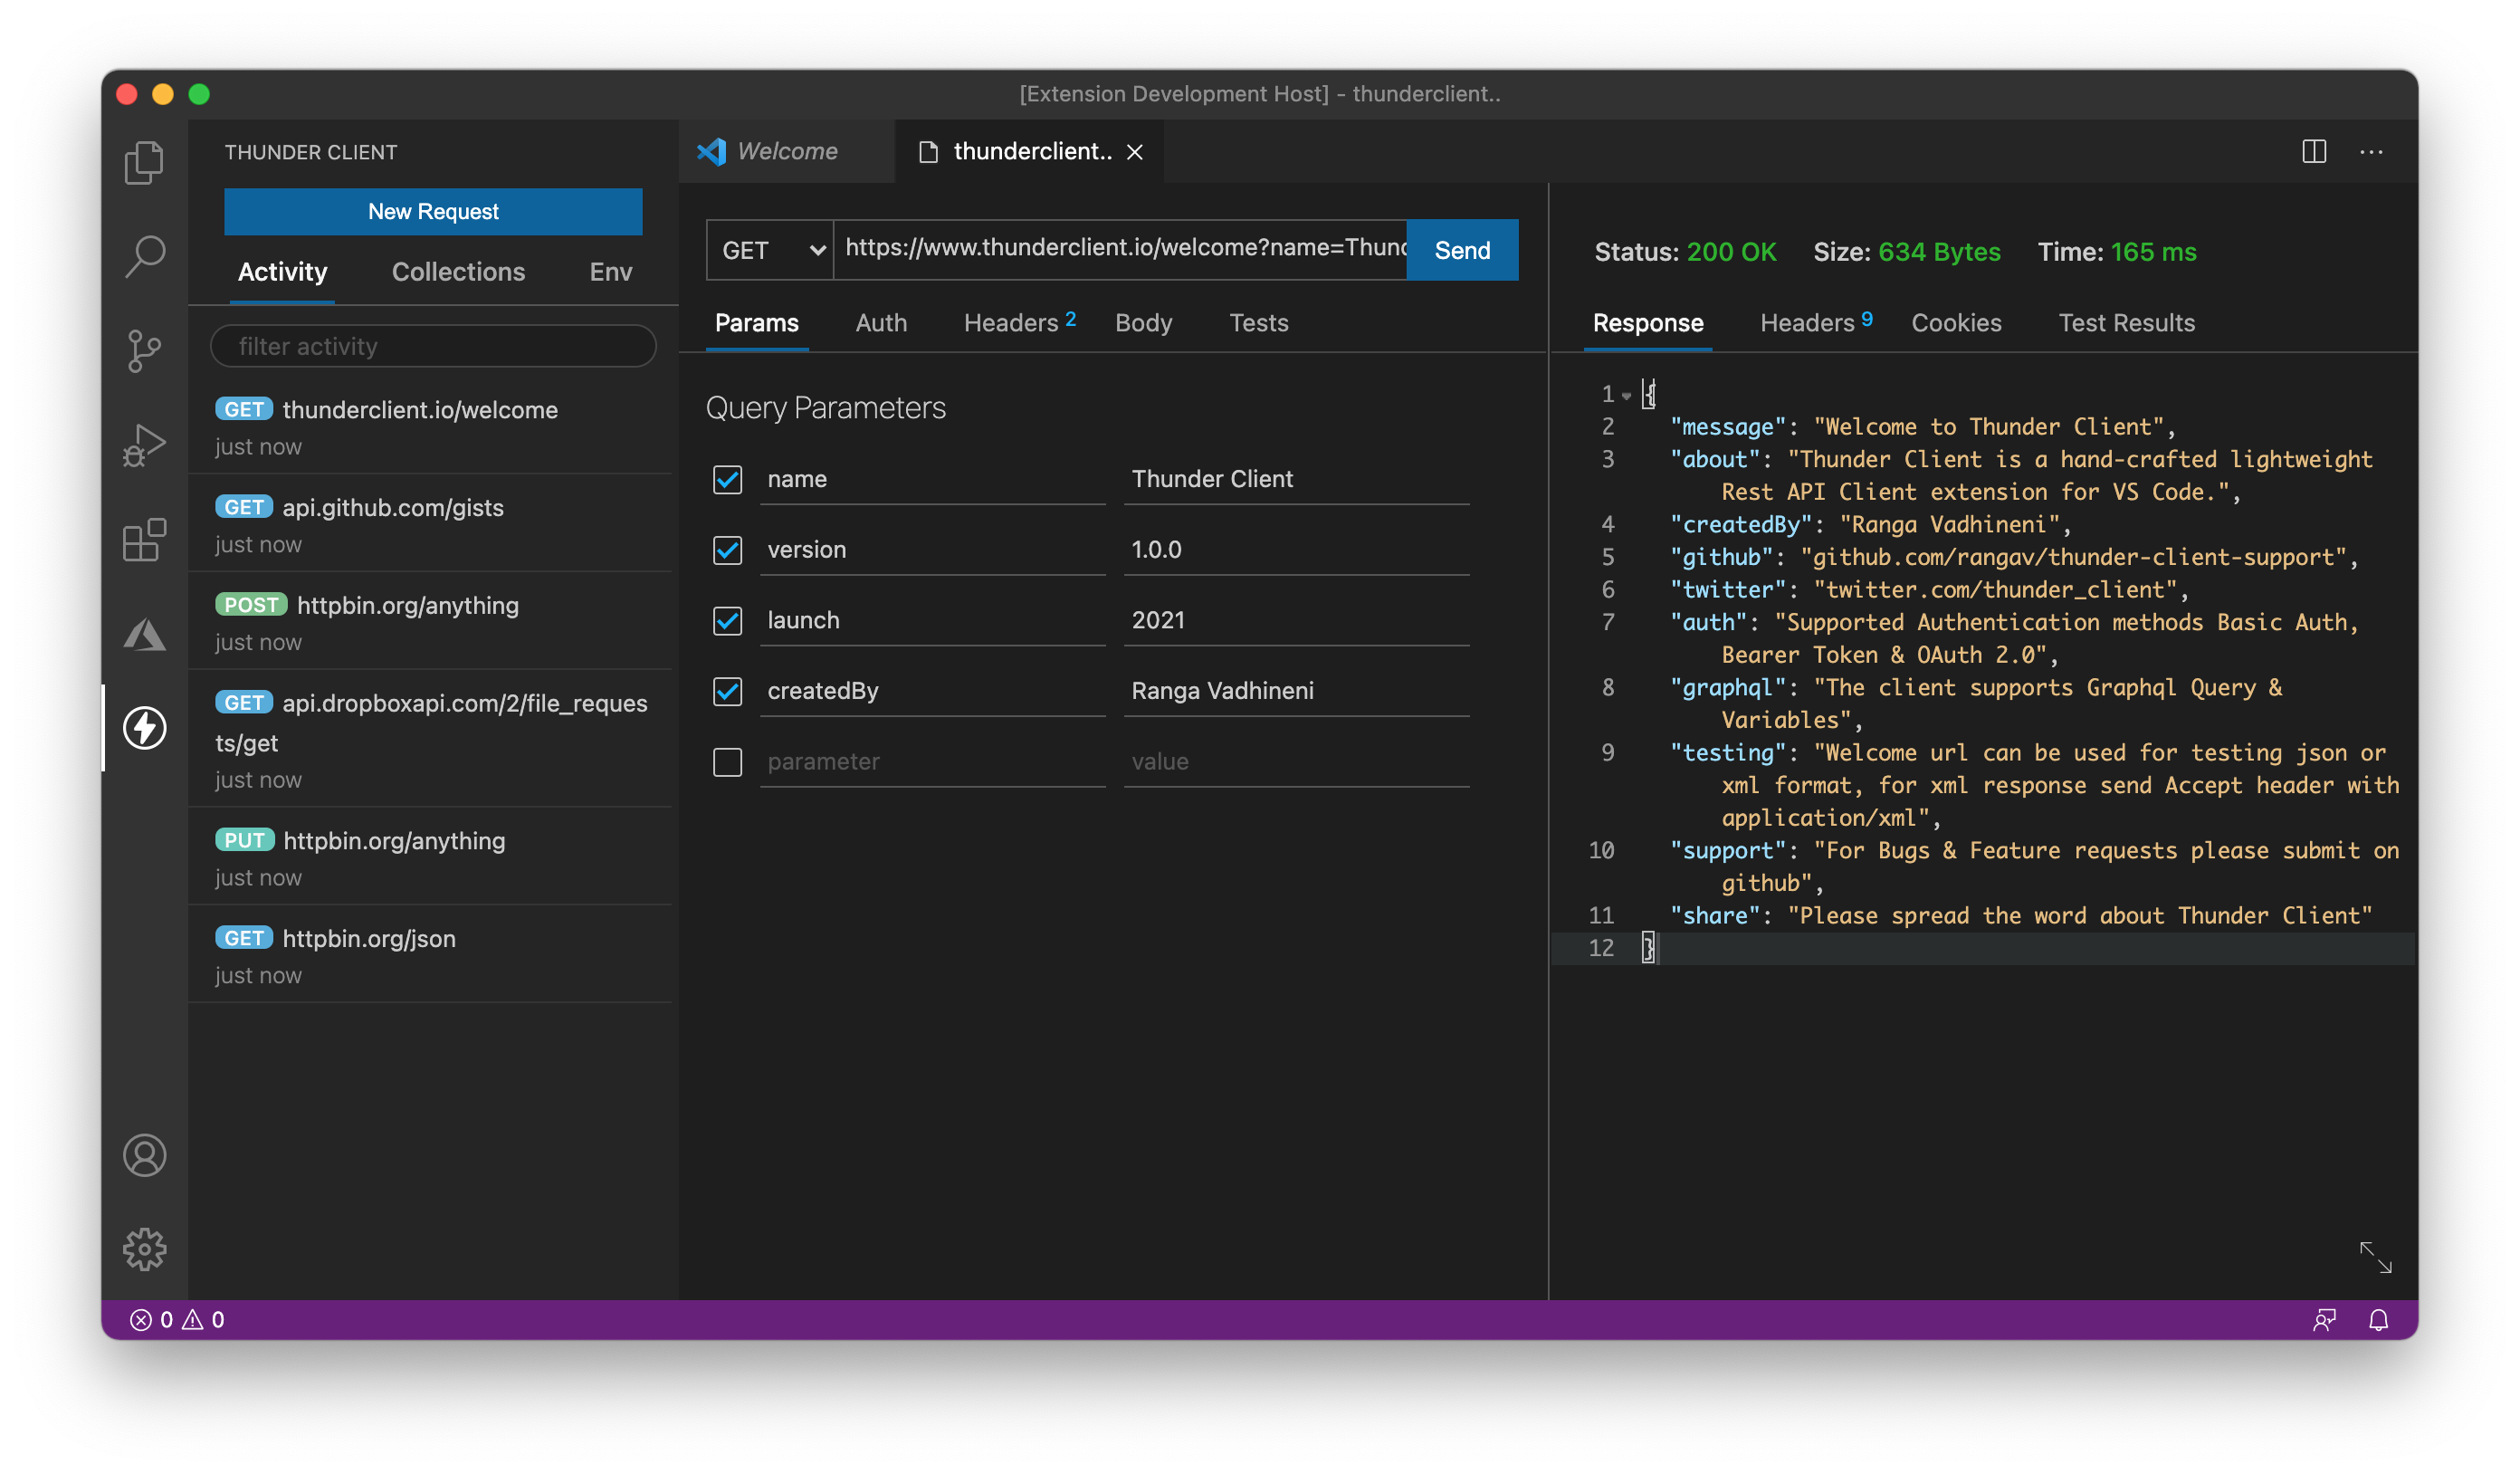 [Extension Development Host] - thunderclient..
THUNDER CLIENT
New Request
Activity Collections Env
filter activity
GET thunderclient.io/welcome
just now
GET api.github.com/gists
just now
POST httpbin.org/anything
just now
GET api.dropboxapi.com/2/file_reques
ts/get
just now
PUT httpbin.org/anything
just now
GET httpbin.org/json
just now
Welcome thunderclient..
GET https://www.thunderclient.io/welcome?name=Thund Send
Params Auth Headers 2 Body Tests
Query Parameters
name Thunder Client
version 1.0.0
launch 2021
createdBy Ranga Vadhineni
parameter value
Status: 200 OK Size: 634 Bytes Time: 165 ms
Response Headers 9 Cookies Test Results
1 {
2 "message": "Welcome to Thunder Client",
3 "about": "Thunder Client is a hand-crafted lightweight
Rest API Client extension for VS Code.",
4 "createdBy": "Ranga Vadhineni",
5 "github": "github.com/rangav/thunder-client-support",
6 "twitter": "twitter.com/thunder_client",
7 "auth": "Supported Authentication methods Basic Auth,
Bearer Token & OAuth 2.0",
8 "graphql": "The client supports Graphql Query &
Variables",
9 "testing": "Welcome url can be used for testing json or
xml format, for xml response send Accept header with
application/xml",
10 "support": "For Bugs & Feature requests please submit on
github",
11 "share": "Please spread the word about Thunder Client"
12 }
0 0